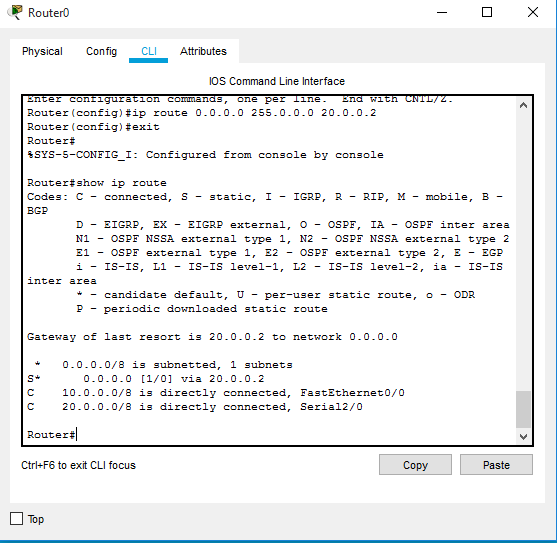 Router0
Physical Config CLI Attributes
IOS Command Line Interface
Enter configuration commands, one per line.  End with CNTL/Z.
Router(config)#ip route 0.0.0.0 255.0.0.0 20.0.0.2
Router(config)#exit
Router#
%SYS-5-CONFIG_I: Configured from console by console
Router#show ip route
Codes: C - connected, S - static, I - IGRP, R - RIP, M - mobile, B -
BGP
       D - EIGRP, EX - EIGRP external, O - OSPF, IA - OSPF inter area
       N1 - OSPF NSSA external type 1, N2 - OSPF NSSA external type 2
       E1 - OSPF external type 1, E2 - OSPF external type 2, E - EGP
       i - IS-IS, L1 - IS-IS level-1, L2 - IS-IS level-2, ia - IS-IS
inter area
       * - candidate default, U - per-user static route, o - ODR
       P - periodic downloaded static route
Gateway of last resort is 20.0.0.2 to network 0.0.0.0
 *   0.0.0.0/8 is subnetted, 1 subnets
S*      0.0.0.0 [1/0] via 20.0.0.2
C    10.0.0.0/8 is directly connected, FastEthernet0/0
C    20.0.0.0/8 is directly connected, Serial2/0
Router#
Ctrl+F6 to exit CLI focus
Copy Paste
Top